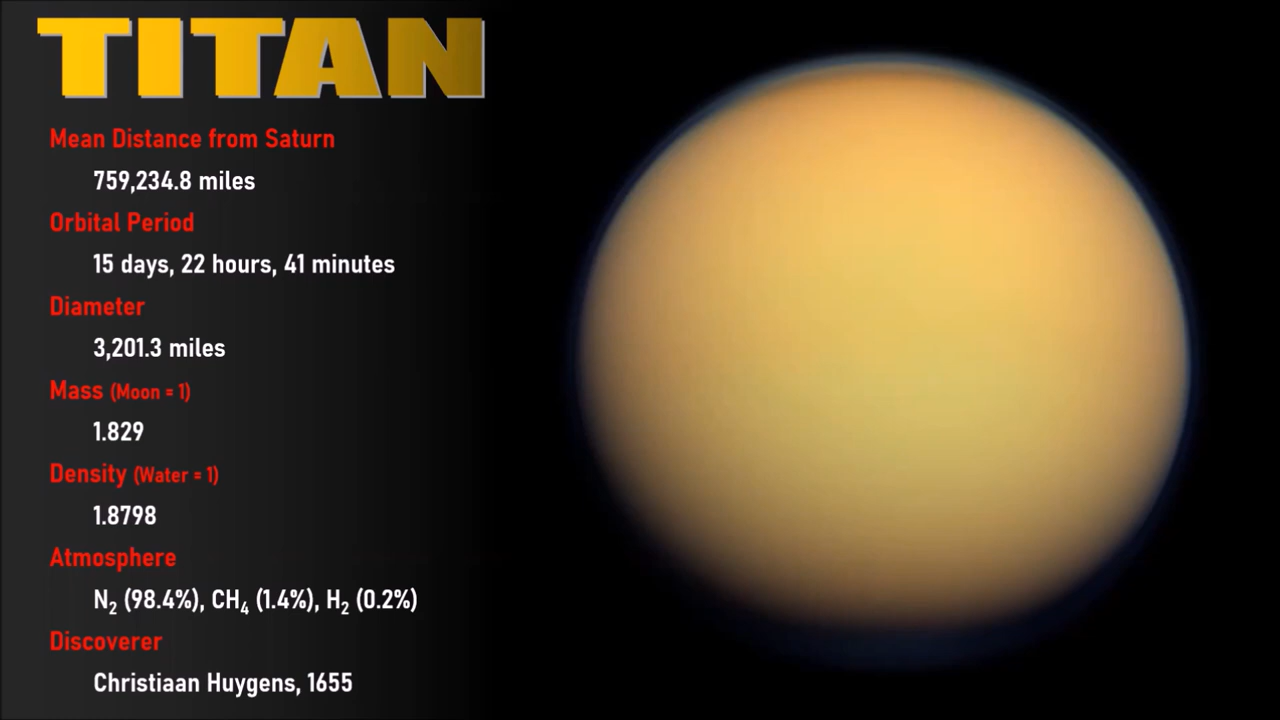 TITAN
Mean Distance from Saturn
759,234.8 miles
Orbital Period
15 days, 22 hours, 41 minutes
Diameter
3,201.3 miles
Mass (Moon = 1)
1.829
Density (Water = 1)
1.8798
Atmosphere
N₂ (98.4%), CH₄ (1.4%), H₂ (0.2%)
Discoverer
Christiaan Huygens, 1655